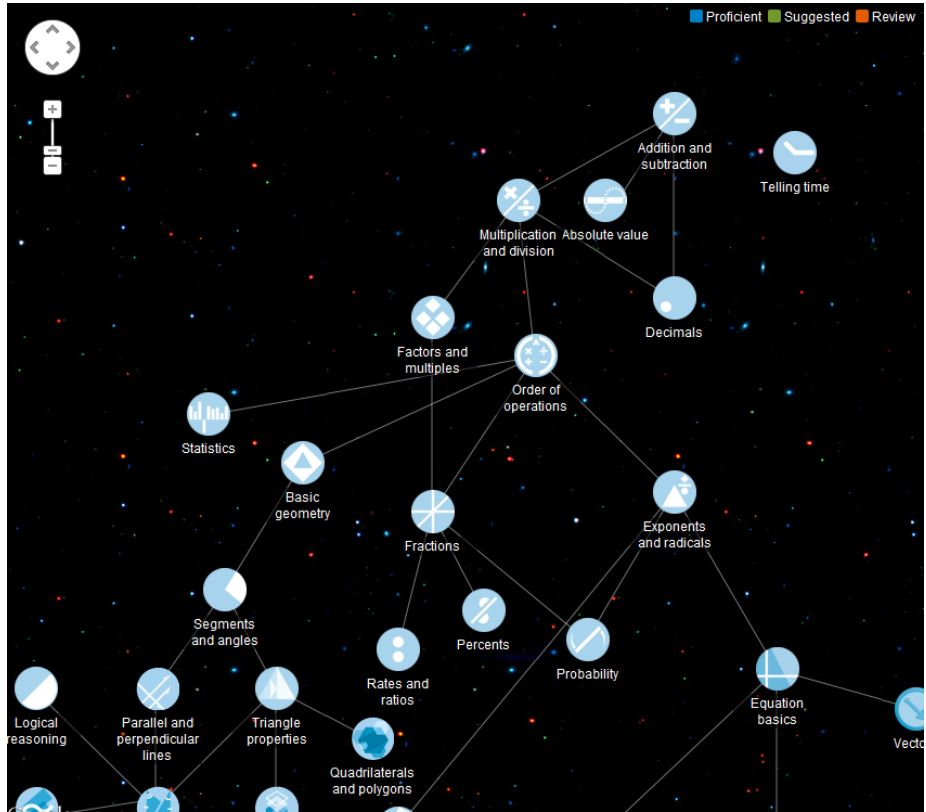 Proficient Suggested Review
Addition and
subtraction
Telling time
Multiplication
and division
Absolute value
Decimals
Factors and
multiples
Order of
operations
Statistics
Basic
geometry
Fractions
Exponents
and radicals
Segments
and angles
Percents
Probability
Rates and
ratios
Logical
reasoning
Parallel and
perpendicular
lines
Triangle
properties
Equation
basics
Quadrilaterals
and polygons